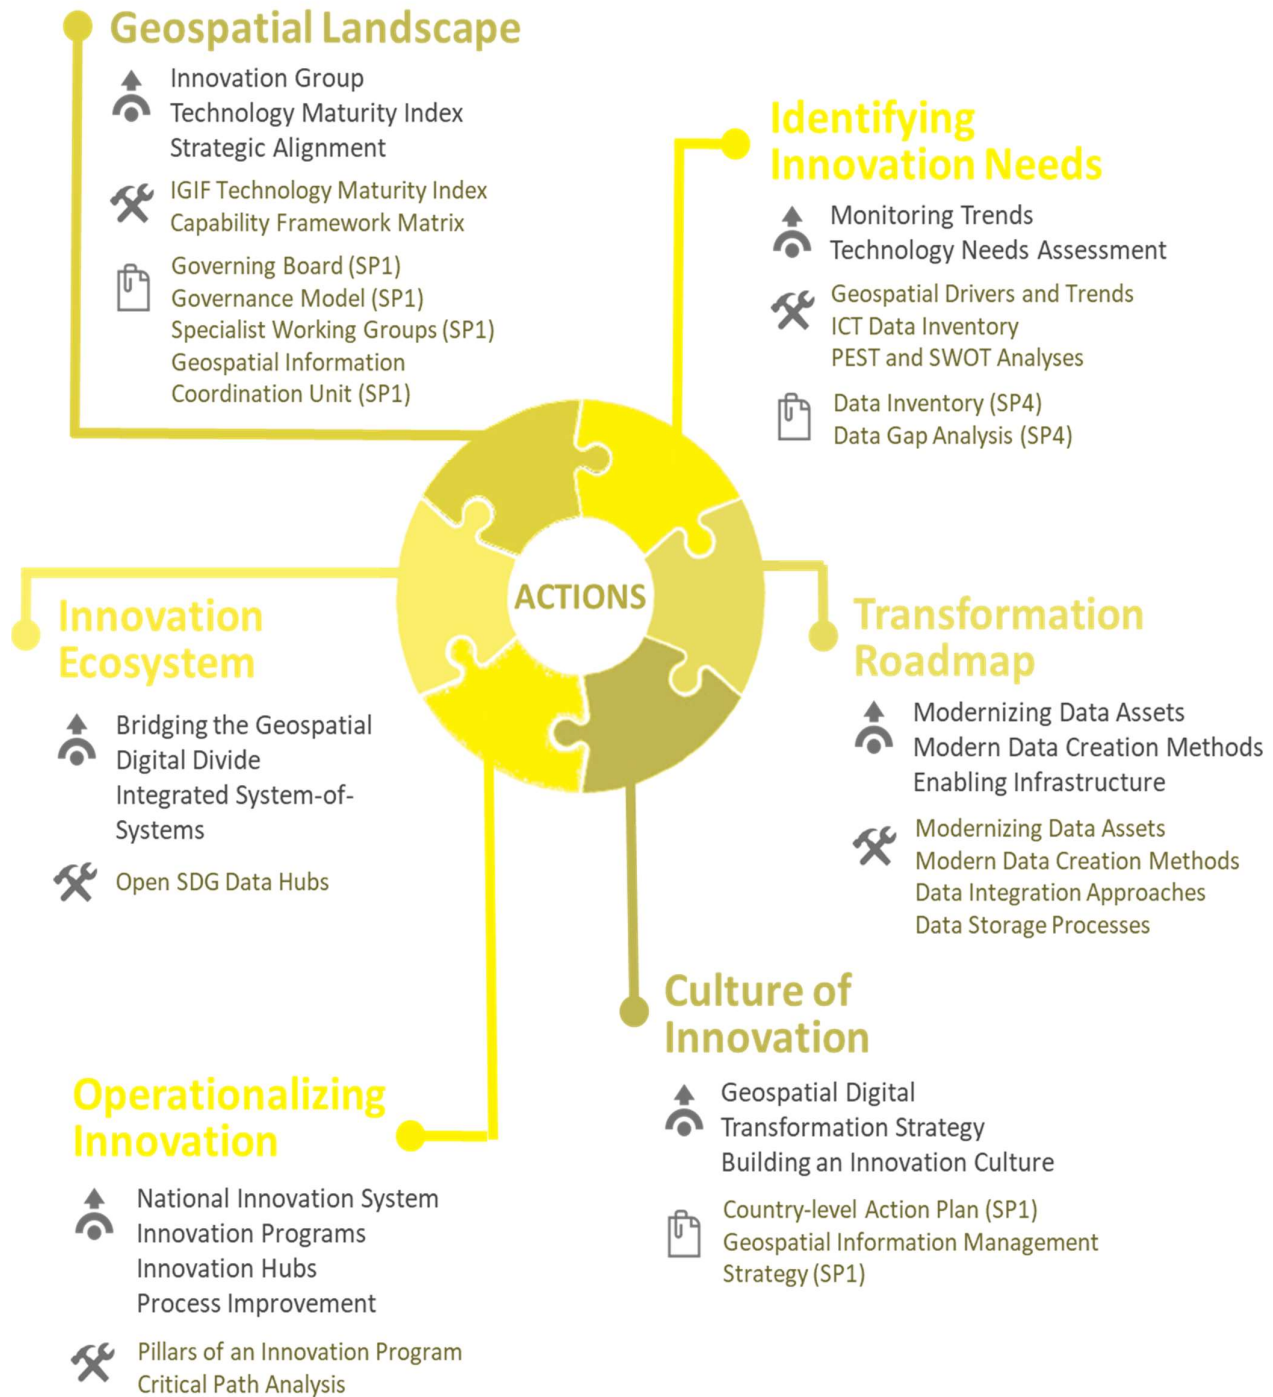 Geospatial Landscape
Innovation Group
Technology Maturity Index
Strategic Alignment
IGIF Technology Maturity Index
Capability Framework Matrix
Governing Board (SP1)
Governance Model (SP1)
Specialist Working Groups (SP1)
Geospatial Information
Coordination Unit (SP1)
Identifying
Innovation Needs
Monitoring Trends
Technology Needs Assessment
Geospatial Drivers and Trends
ICT Data Inventory
PEST and SWOT Analyses
Data Inventory (SP4)
Data Gap Analysis (SP4)
ACTIONS
Transformation
Roadmap
Modernizing Data Assets
Modern Data Creation Methods
Enabling Infrastructure
Modernizing Data Assets
Modern Data Creation Methods
Data Integration Approaches
Data Storage Processes
Culture of
Innovation
Geospatial Digital
Transformation Strategy
Building an Innovation Culture
Country-level Action Plan (SP1)
Geospatial Information Management
Strategy (SP1)
Operationalizing
Innovation
National Innovation System
Innovation Programs
Innovation Hubs
Process Improvement
Pillars of an Innovation Program
Critical Path Analysis
Innovation
Ecosystem
Bridging the Geospatial
Digital Divide
Integrated System-of-
Systems
Open SDG Data Hubs